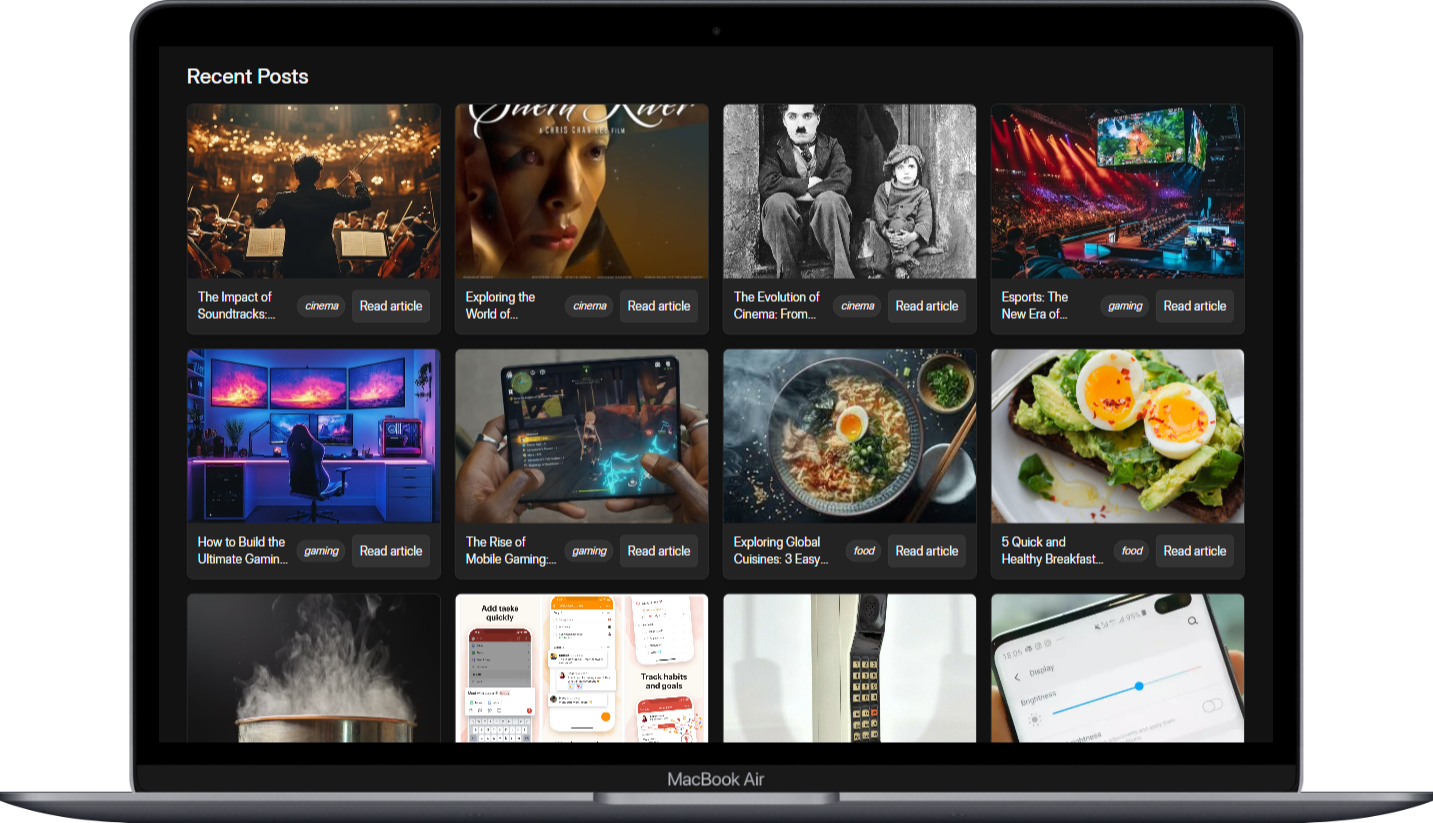 Recent Posts
Silent River
A CHRIS CHAN LEE FILM
The Impact of
Soundtracks:...
cinema
Read article
Exploring the
World of...
cinema
Read article
The Evolution of
Cinema: From...
cinema
Read article
Esports: The
New Era of...
gaming
Read article
How to Build the
Ultimate Gamin...
gaming
Read article
The Rise of
Mobile Gaming:...
gaming
Read article
Exploring Global
Cuisines: 3 Easy...
food
Read article
5 Quick and
Healthy Breakfast...
food
Read article
Add tasks
quickly
Track habits
and goals
18:05
95%
Display
Brightness
MacBook Air